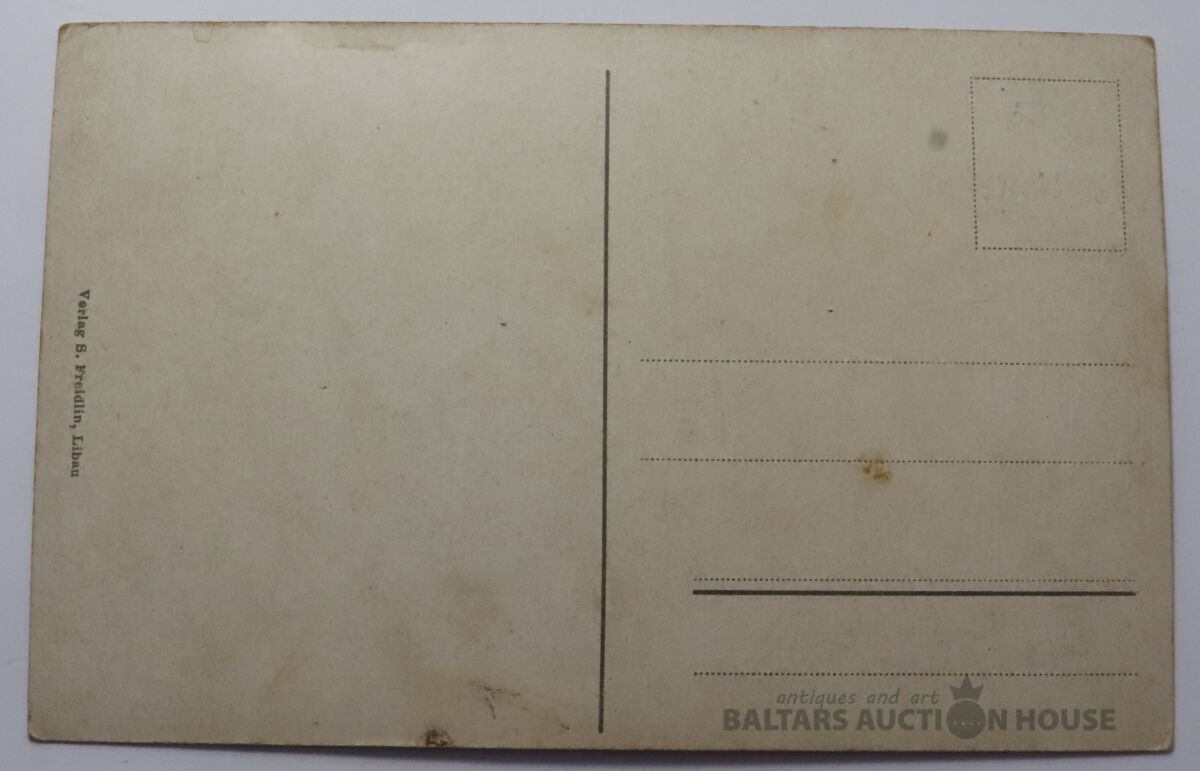 Verlag S. Freidlin, Libau
antiques and art
BALTARS AUCTION HOUSE